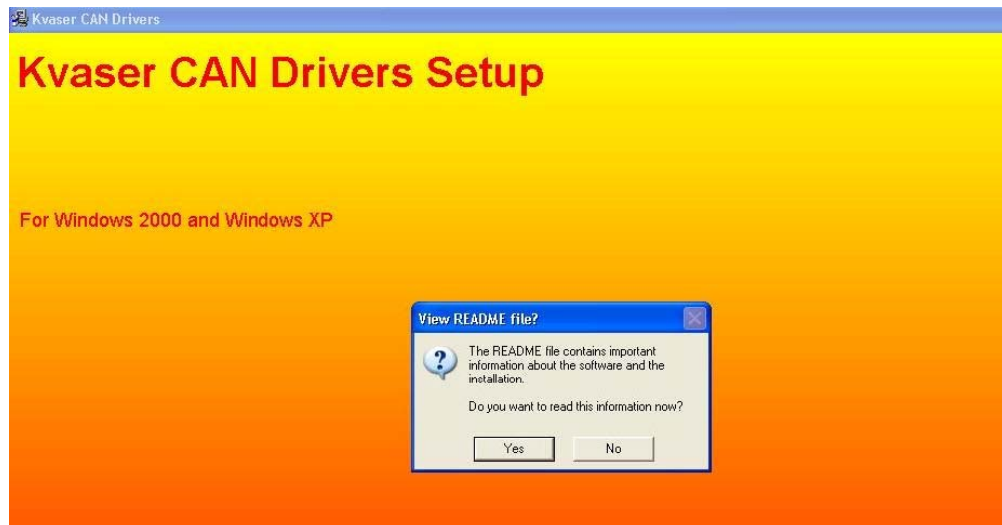 Kvaser CAN Drivers
Kvaser CAN Drivers Setup
For Windows 2000 and Windows XP
View README file?
The README file contains important
information about the software and the
installation.
Do you want to read this information now?
Yes
No